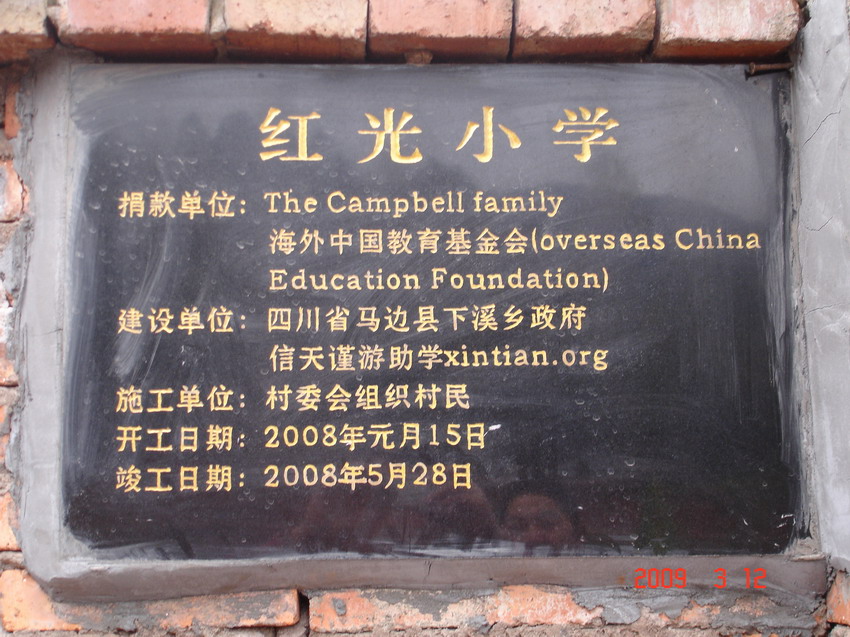 红光小学
捐款单位：The Campbell family
海外中国教育基金会(overseas China
Education Foundation)
建设单位：四川省马边县下溪乡政府
信天谨游助学xintian.org
施工单位：村委会组织村民
开工日期：2008年元月15日
竣工日期：2008年5月28日
2009 3 12